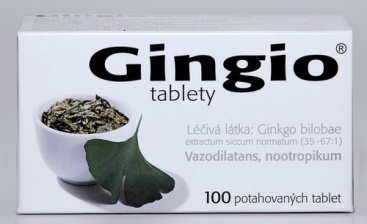 Gingio®
tablety
Léčivá látka: Ginkgo bilobae
extractum siccum normatum (35–67:1)
Vazodilatans, nootropikum
100 potahovaných tablet